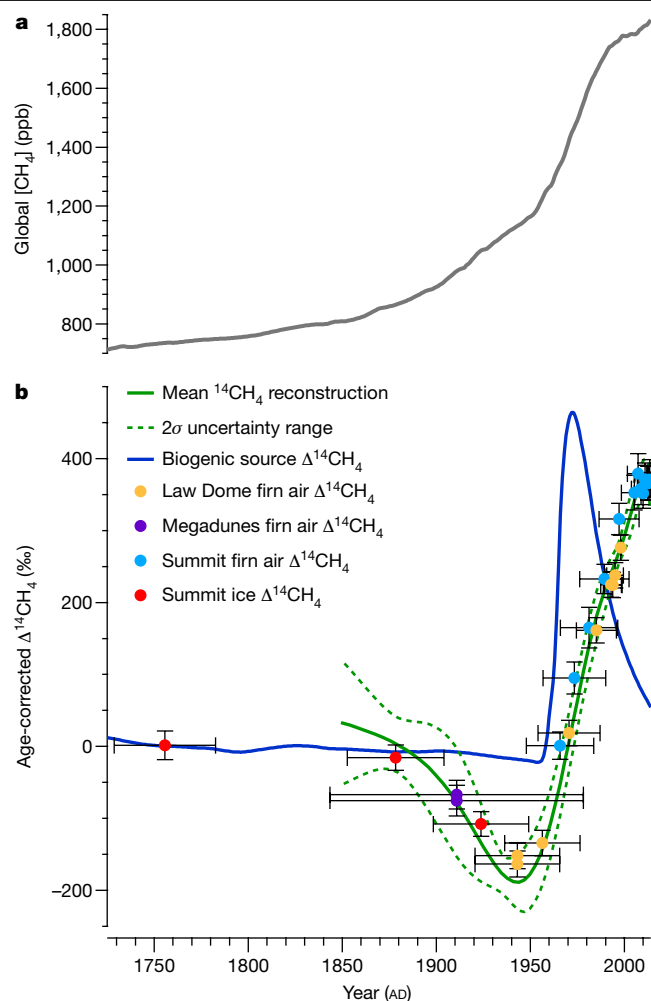 a
1,800
1,600
1,400
1,200
1,000
800
Global [CH₄] (ppb)
b
Mean ¹⁴CH₄ reconstruction
2σ uncertainty range
Biogenic source Δ¹⁴CH₄
Law Dome firn air Δ¹⁴CH₄
Megadunes firn air Δ¹⁴CH₄
Summit firn air Δ¹⁴CH₄
Summit ice Δ¹⁴CH₄
400
200
0
−200
Age-corrected Δ¹⁴CH₄ (‰)
1750 1800 1850 1900 1950 2000
Year (AD)